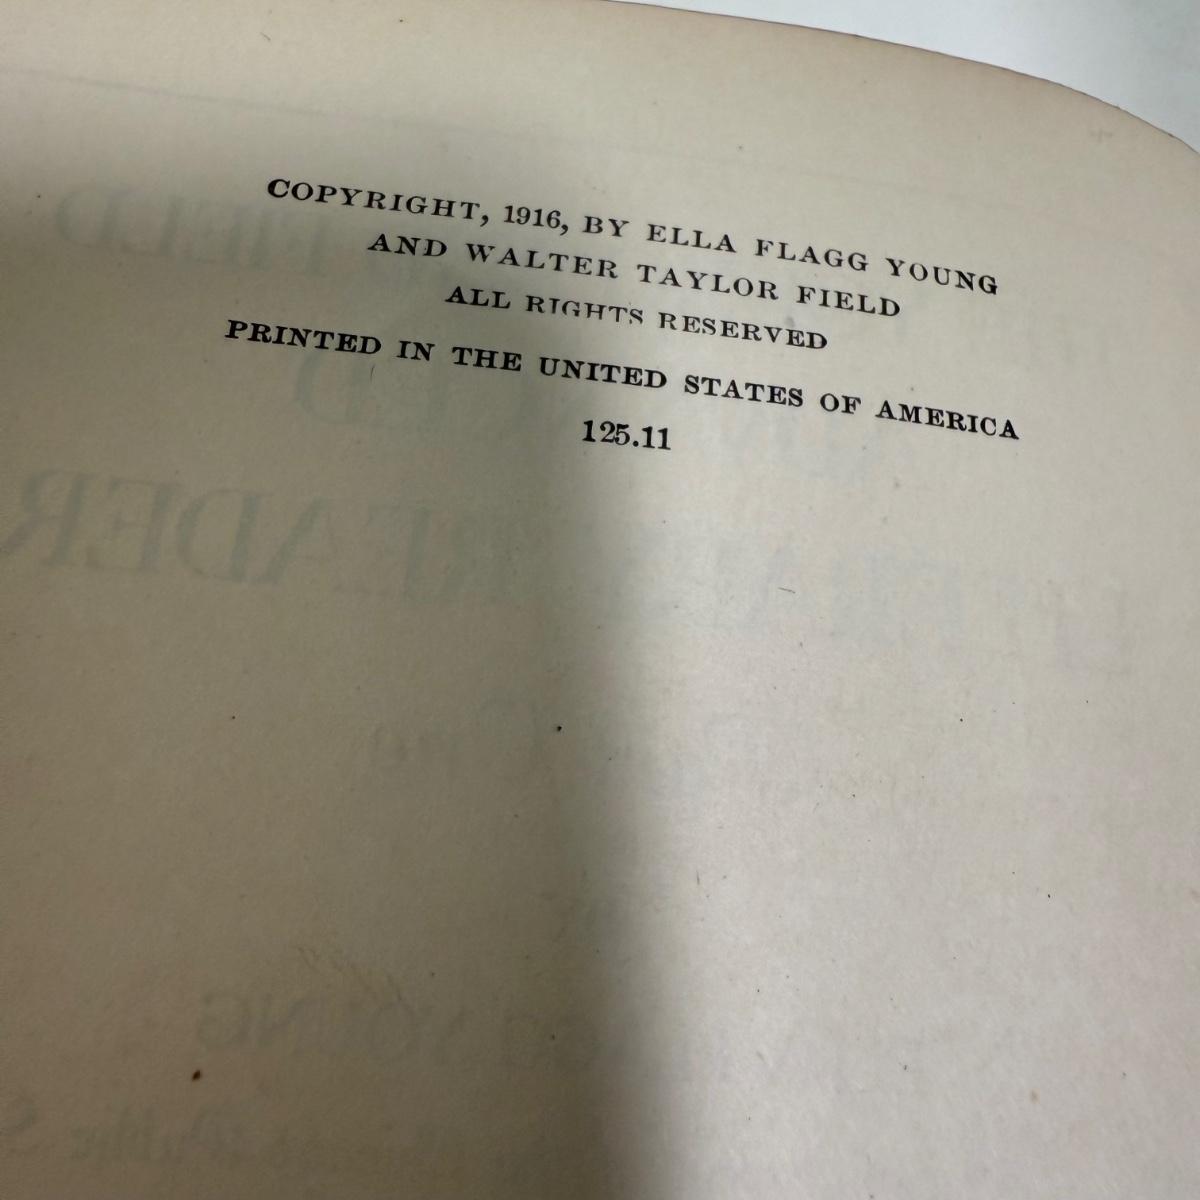 COPYRIGHT, 1916, BY ELLA FLAGG YOUNG
AND WALTER TAYLOR FIELD
ALL RIGHTS RESERVED
PRINTED IN THE UNITED STATES OF AMERICA
125.11